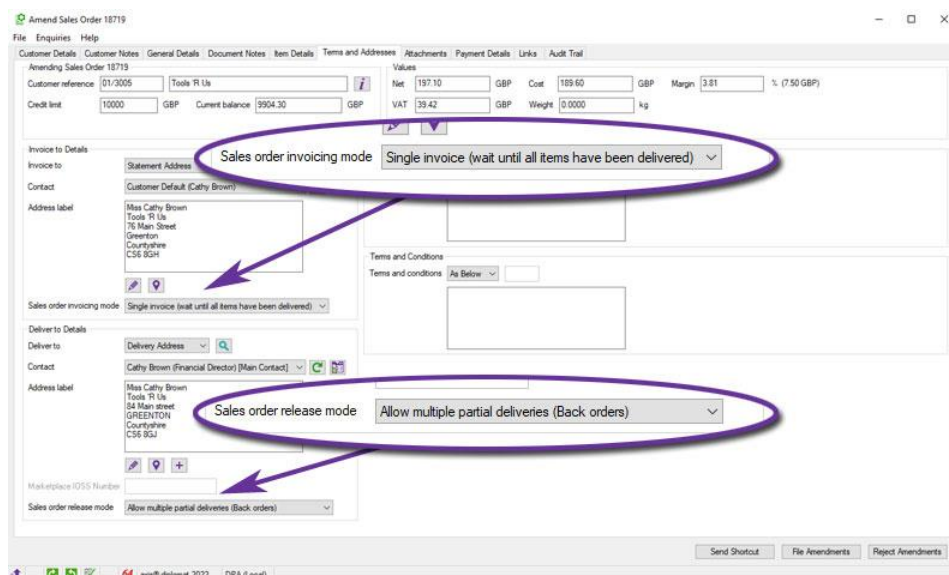 Amend Sales Order 18719
File Enquiries Help
Customer Details Customer Notes General Details Document Notes Item Details Terms and Addresses Attachments Payment Details Links Audit Trail
Amending Sales Order 18719
Values
Customer reference 01/3005 Tools 'R Us i
Net 197.10 GBP Cost 189.60 GBP Margin 3.81 % (7.50 GBP)
Credit limit 10000 GBP Current balance 9904.30 GBP
VAT 39.42 GBP Weight 0.0000 kg
Invoice to Details
Sales order invoicing mode Single invoice (wait until all items have been delivered)
Invoice to Statement Address
Contact Customer Default (Cathy Brown)
Address label Miss Cathy Brown
Tools 'R Us
76 Main Street
Greenton
Countyshire
CS6 8GH
Terms and Conditions
Terms and conditions As Below
Sales order invoicing mode Single invoice (wait until all items have been delivered)
Deliver to Details
Deliver to Delivery Address
Contact Cathy Brown (Financial Director) [Main Contact]
Address label Miss Cathy Brown
Tools 'R Us
84 Main street
GREENTON
Countyshire
CS6 8GJ
Sales order release mode Allow multiple partial deliveries (Back orders)
Marketplace IOSS Number
Sales order release mode Allow multiple partial deliveries (Back orders)
Send Shortcut File Amendments Reject Amendments